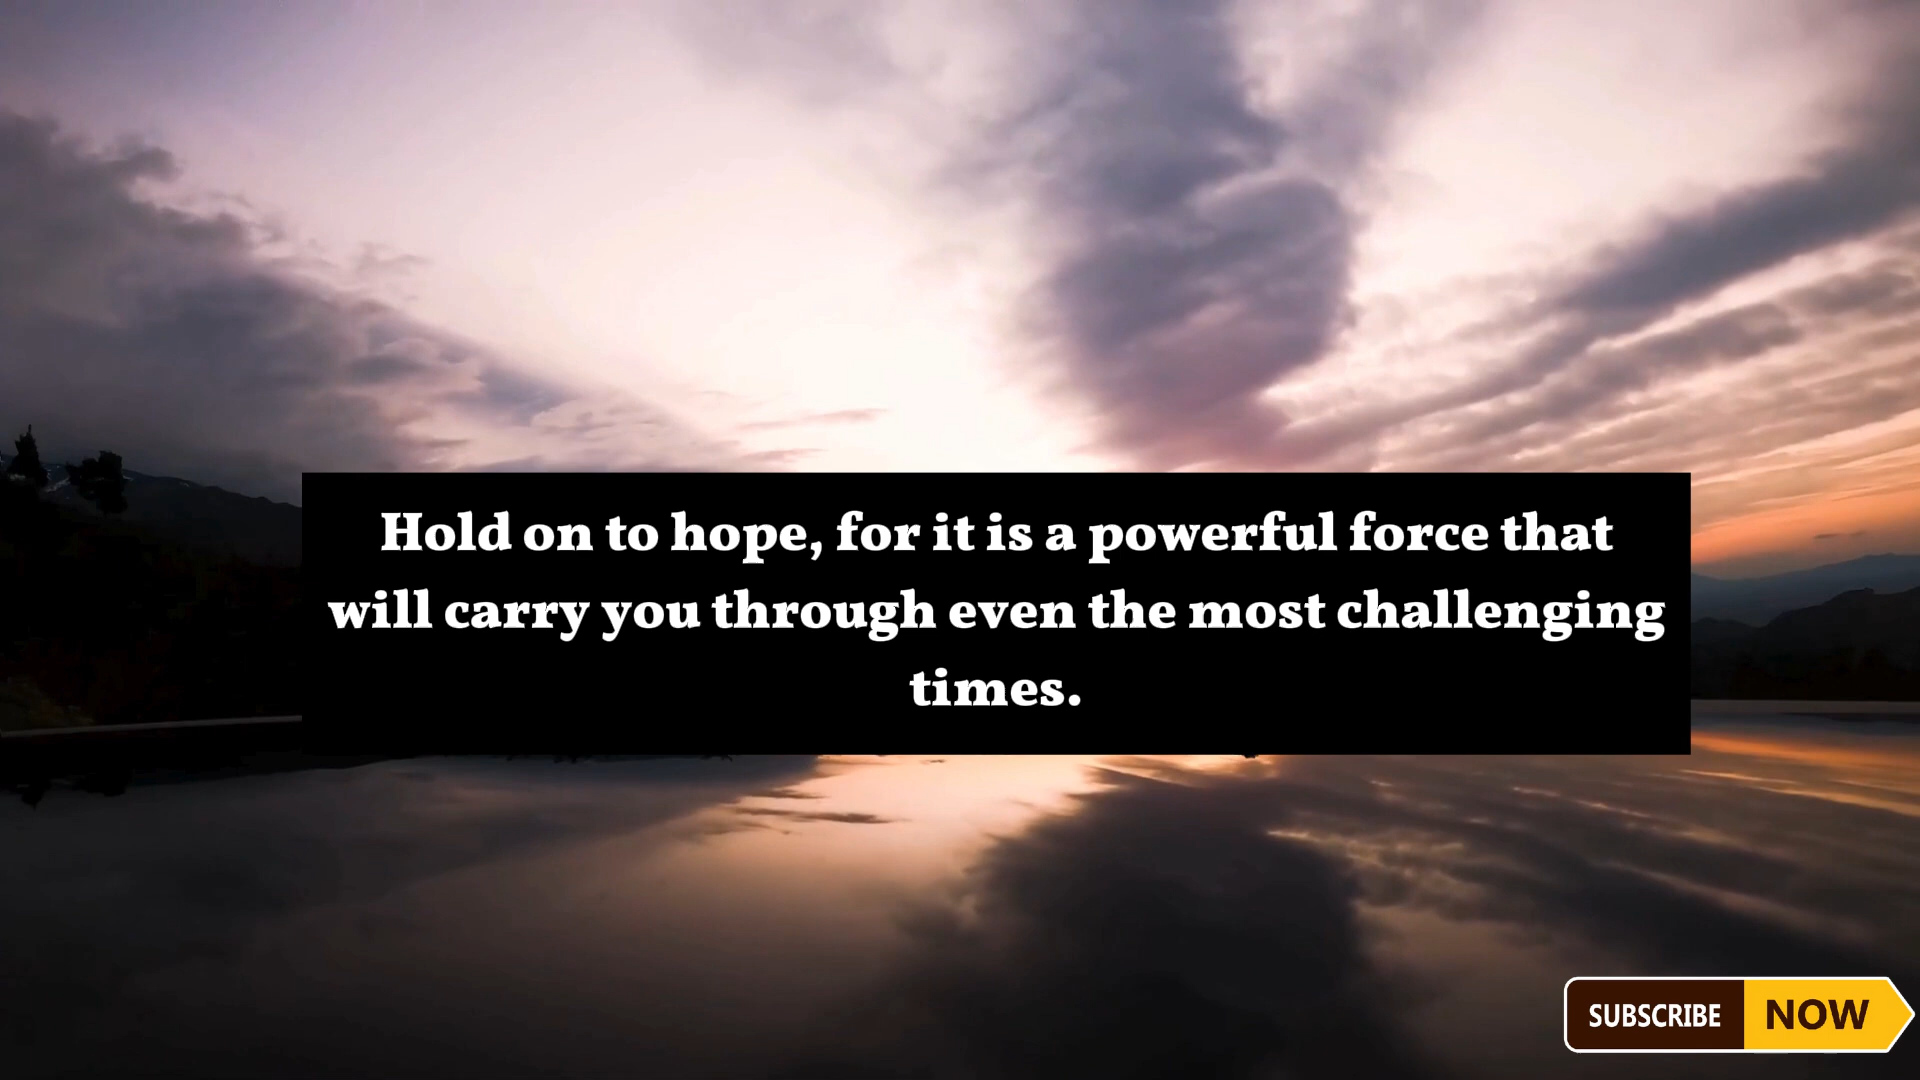 Hold on to hope, for it is a powerful force that
will carry you through even the most challenging
times.
SUBSCRIBE NOW